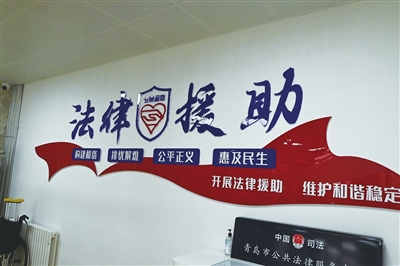 法律援助
构建和谐 排忧解难 公平正义 惠及民生
开展法律援助 维护和谐稳定
中国 司法
青岛市公共法律服务